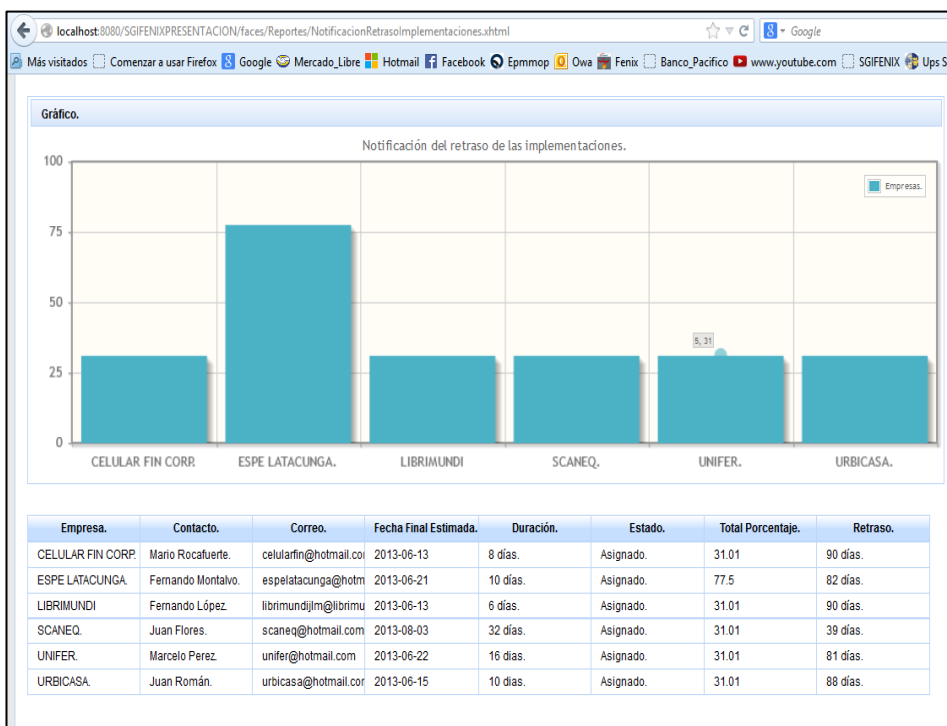 localhost:8080/SGIFENIXPRESENTACION/faces/Reportes/NotificacionRetrasoImplementaciones.xhtml
8 Google
Más visitados Comenzar a usar Firefox 8 Google Mercado_Libre Hotmail Facebook Epmmop Owa Fenix Banco_Pacifico www.youtube.com SGIFENIX Ups S
Gráfico.
Notificación del retraso de las implementaciones.
100
Empresas.
75
50
5, 31
25
0
CELULAR FIN CORP. ESPE LATACUNGA. LIBRIMUNDI SCANEQ. UNIFER. URBICASA.
Empresa. Contacto. Correo. Fecha Final Estimada. Duración. Estado. Total Porcentaje. Retraso.
CELULAR FIN CORP. Mario Rocafuerte. celularfin@hotmail.co 2013-06-13 8 días. Asignado. 31.01 90 días.
ESPE LATACUNGA. Fernando Montalvo. espelatacunga@hotm 2013-06-21 10 días. Asignado. 77.5 82 días.
LIBRIMUNDI Fernando López. librimundijlm@librimu 2013-06-13 6 días. Asignado. 31.01 90 días.
SCANEQ. Juan Flores. scaneq@hotmail.com 2013-08-03 32 días. Asignado. 31.01 39 días.
UNIFER. Marcelo Perez. unifer@hotmail.com 2013-06-22 16 dias. Asignado. 31.01 81 días.
URBICASA. Juan Román. urbicasa@hotmail.cor 2013-06-15 10 dias. Asignado. 31.01 88 días.